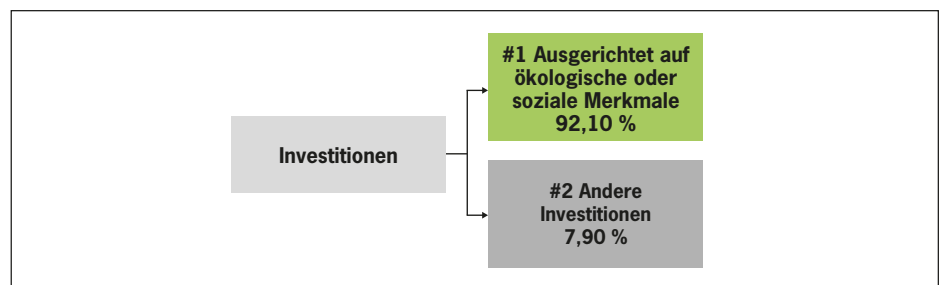 Investitionen
#1 Ausgerichtet auf
ökologische oder
soziale Merkmale
92,10 %
#2 Andere
Investitionen
7,90 %